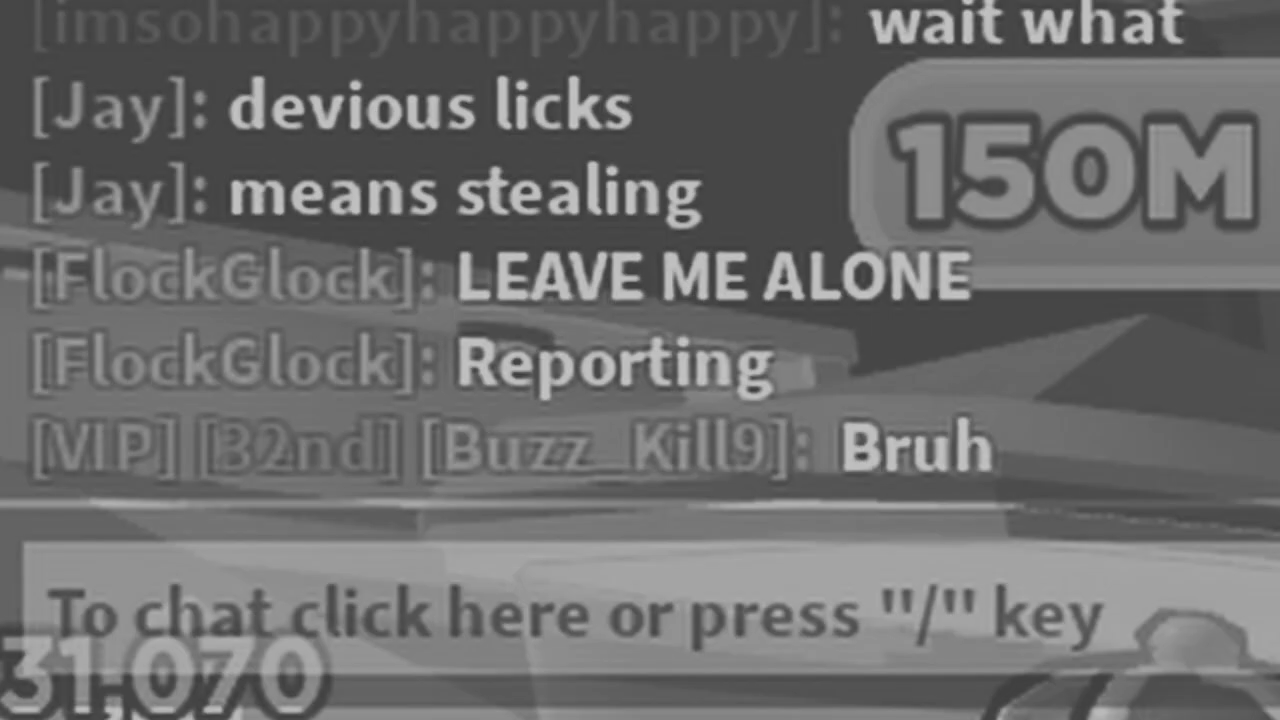 [imsohappyhappyhappy]: wait what
[Jay]: devious licks
150M
[Jay]: means stealing
[FlockGlock]: LEAVE ME ALONE
[FlockGlock]: Reporting
[VIP] [32nd] [Buzz_Kill9]: Bruh
To chat click here or press "/" key
31,070